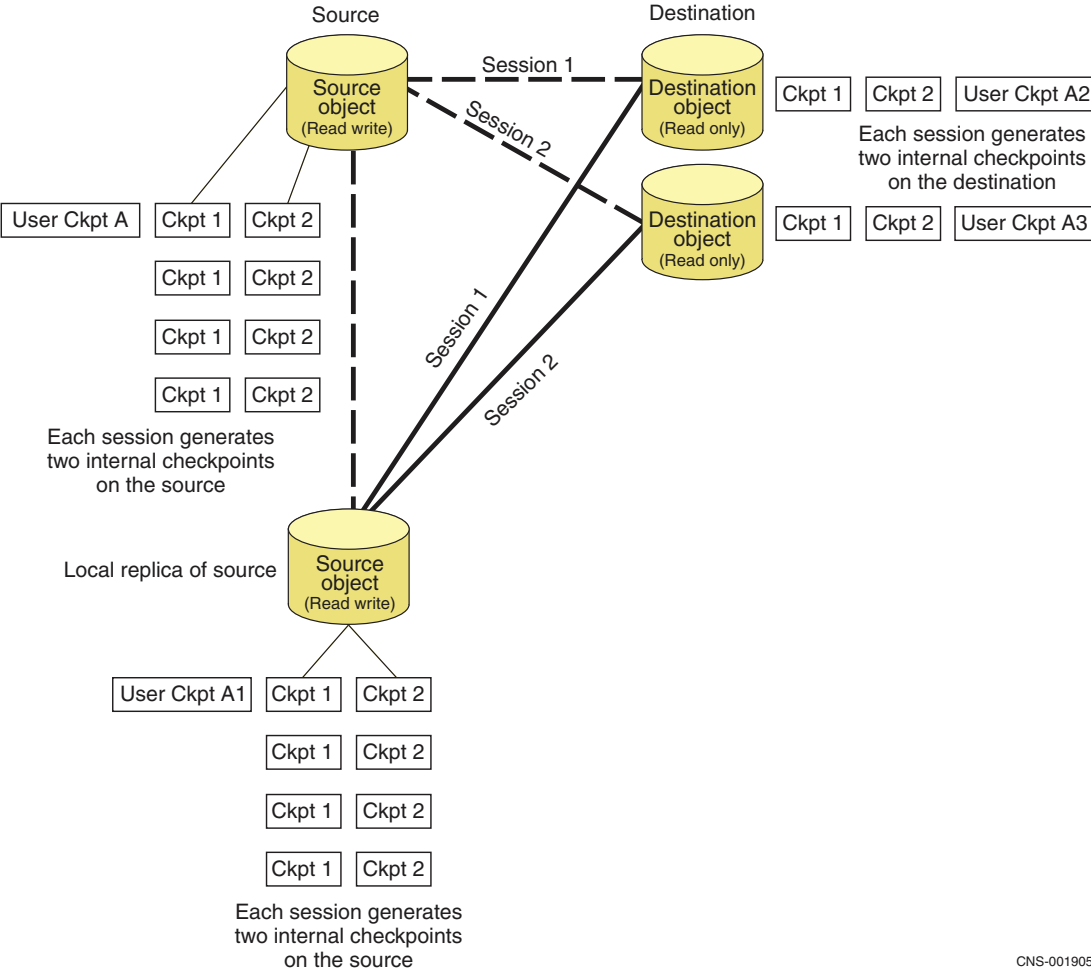 Source
Destination
Source
object
(Read write)
Session 1
Session 2
Destination
object
(Read only)
Ckpt 1
Ckpt 2
User Ckpt A2
Each session generates
two internal checkpoints
on the destination
Destination
object
(Read only)
Ckpt 1
Ckpt 2
User Ckpt A3
User Ckpt A
Ckpt 1
Ckpt 2
Ckpt 1
Ckpt 2
Ckpt 1
Ckpt 2
Ckpt 1
Ckpt 2
Each session generates
two internal checkpoints
on the source
Session 1
Session 2
Local replica of source
Source
object
(Read write)
User Ckpt A1
Ckpt 1
Ckpt 2
Ckpt 1
Ckpt 2
Ckpt 1
Ckpt 2
Ckpt 1
Ckpt 2
Each session generates
two internal checkpoints
on the source
CNS-001905